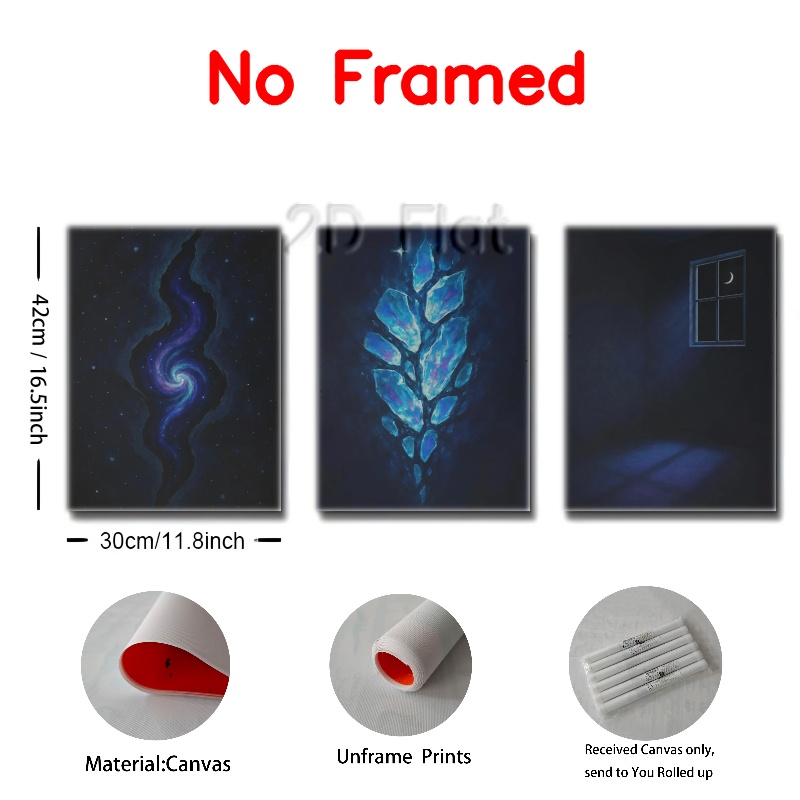 No Framed
2D Flat
42cm / 16.5inch
30cm/11.8inch
Material:Canvas
Unframe Prints
Received Canvas only,
send to You Rolled up